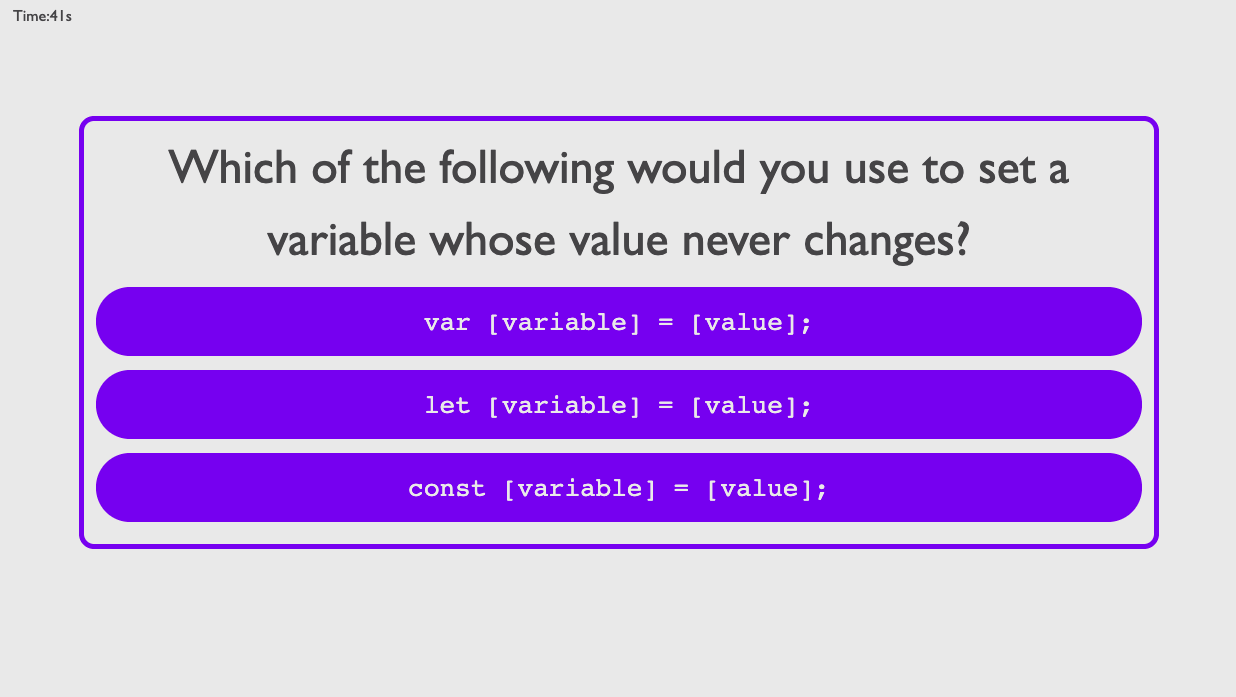 Time:41s
Which of the following would you use to set a
variable whose value never changes?
var [variable] = [value];
let [variable] = [value];
const [variable] = [value];